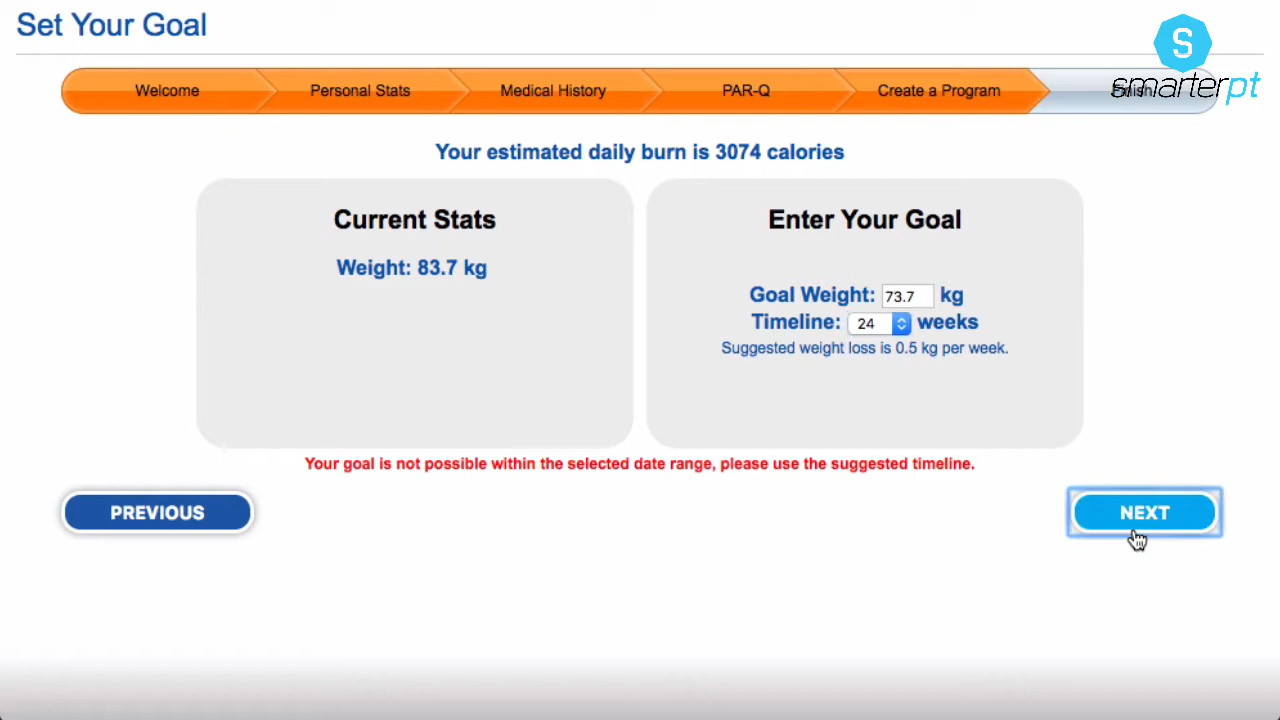 Set Your Goal
S
smarterpt
Welcome
Personal Stats
Medical History
PAR-Q
Create a Program
Finish
Your estimated daily burn is 3074 calories
Current Stats
Weight: 83.7 kg
Enter Your Goal
Goal Weight: 73.7 kg
Timeline: 24 weeks
Suggested weight loss is 0.5 kg per week.
Your goal is not possible within the selected date range, please use the suggested timeline.
PREVIOUS
NEXT